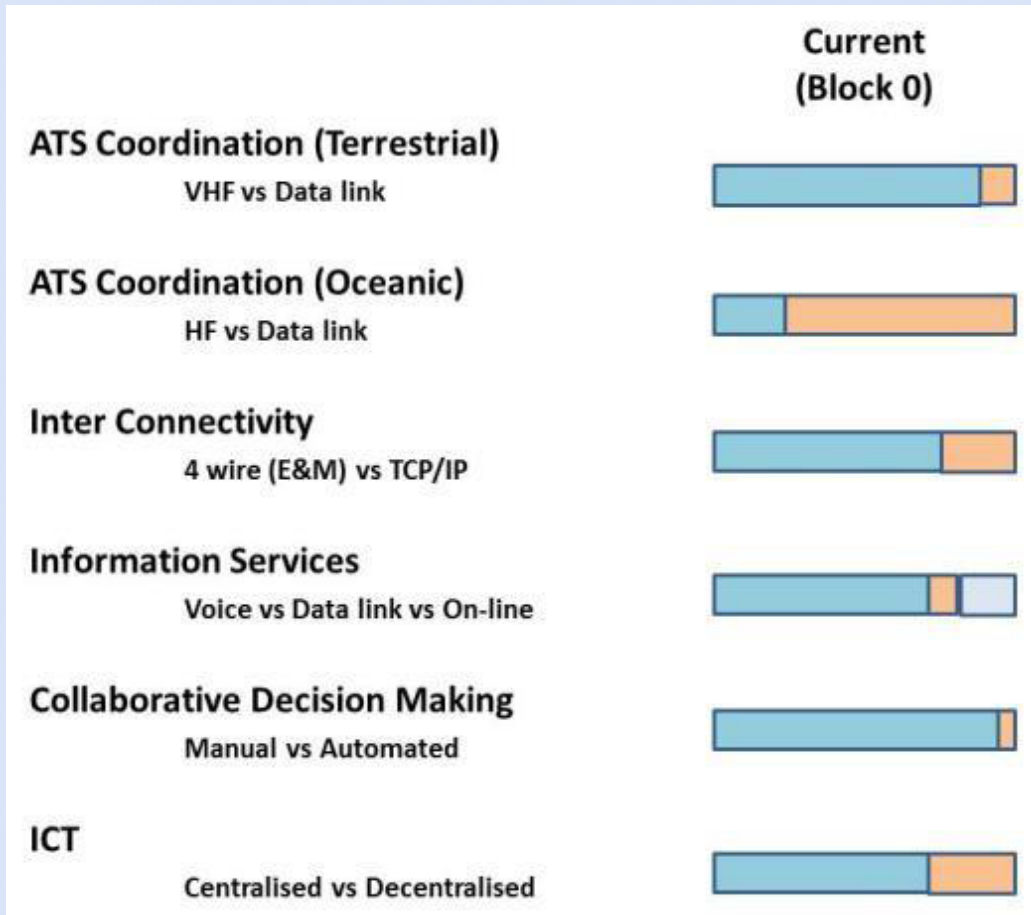 Current
(Block 0)
ATS Coordination (Terrestrial)
VHF vs Data link
ATS Coordination (Oceanic)
HF vs Data link
Inter Connectivity
4 wire (E&M) vs TCP/IP
Information Services
Voice vs Data link vs On-line
Collaborative Decision Making
Manual vs Automated
ICT
Centralised vs Decentralised